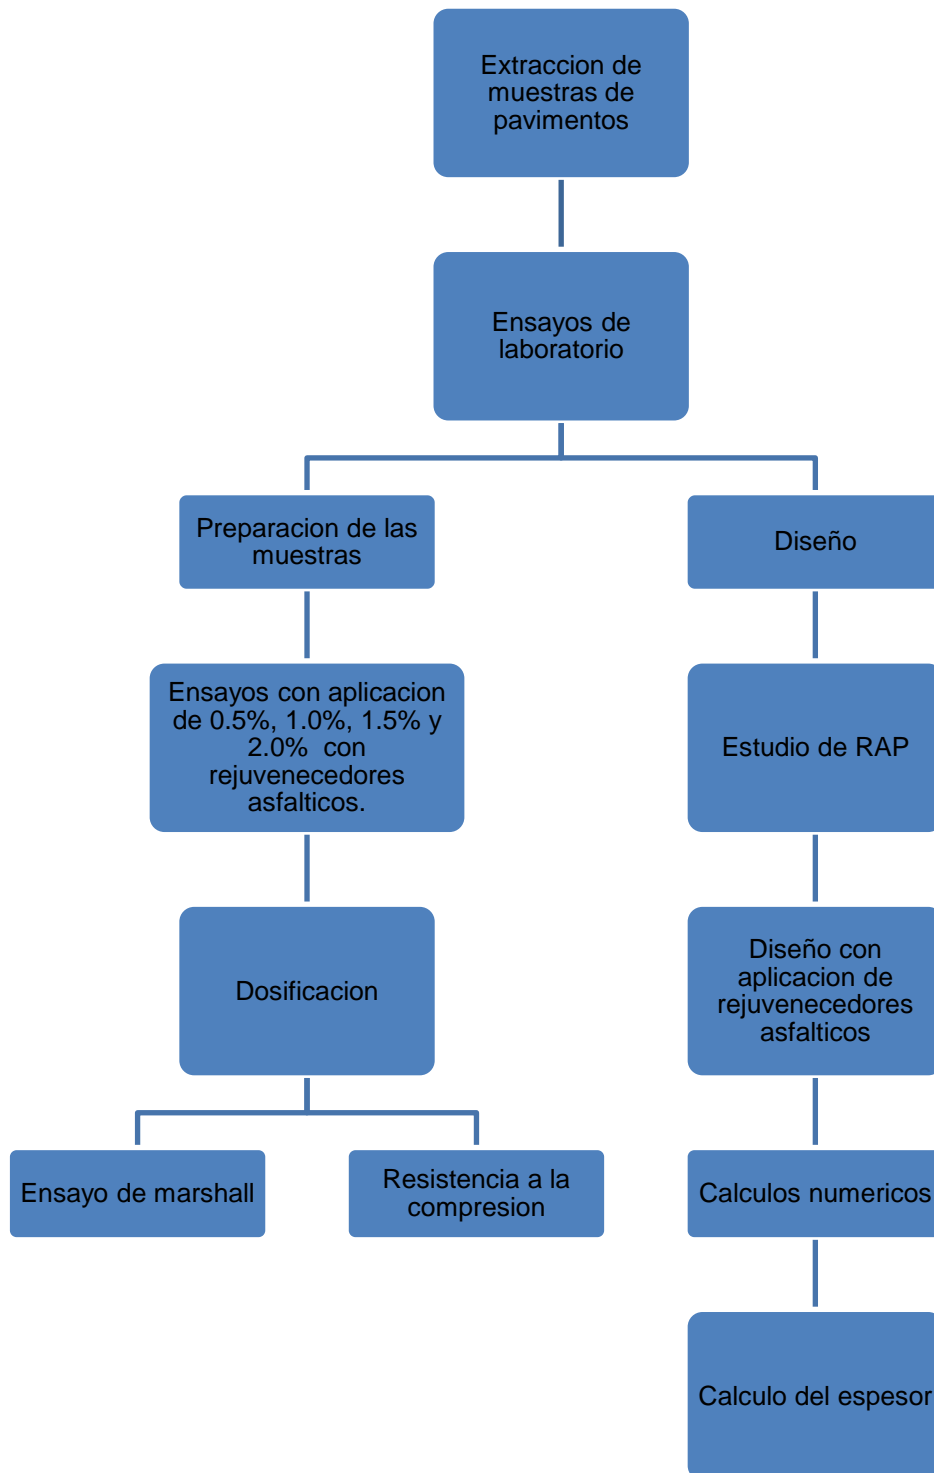 Extraccion de
muestras de
pavimentos
Ensayos de
laboratorio
Preparacion de las
muestras
Diseño
Ensayos con aplicacion
de 0.5%, 1.0%, 1.5% y
2.0% con
rejuvenecedores
asfalticos.
Estudio de RAP
Dosificacion
Diseño con
aplicacion de
rejuvenecedores
asfalticos
Ensayo de marshall
Resistencia a la
compresion
Calculos numericos
Calculo del espesor